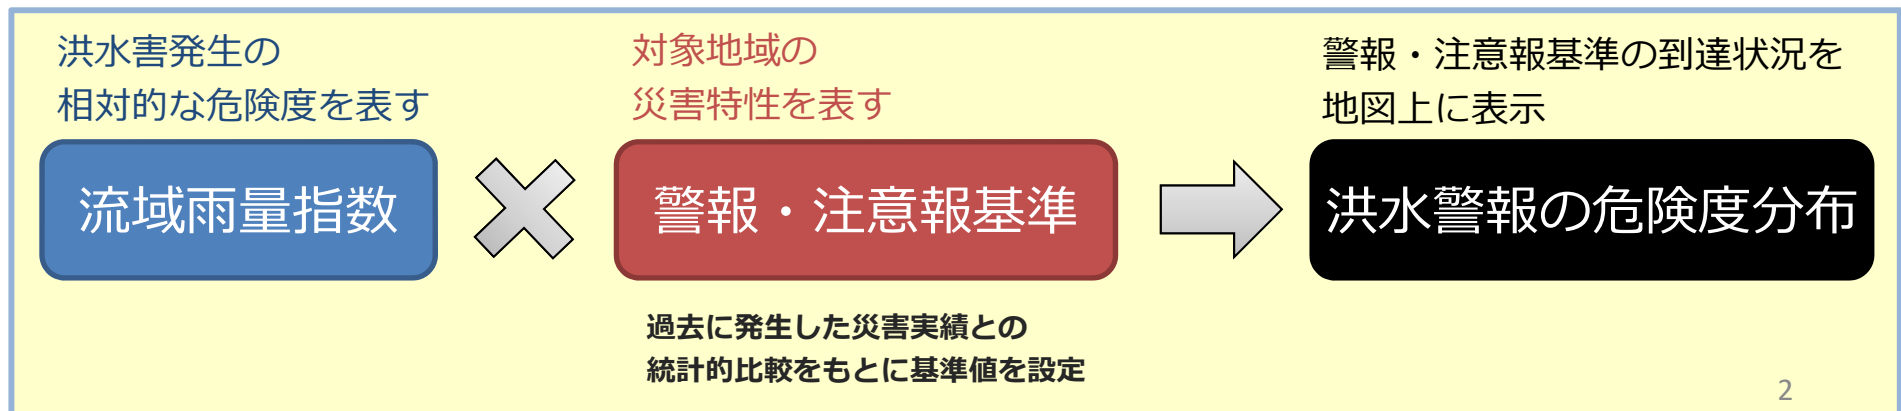 洪水害発生の
相対的な危険度を表す
流域雨量指数
対象地域の
災害特性を表す
警報・注意報基準
過去に発生した災害実績との
統計的比較をもとに基準値を設定
警報・注意報基準の到達状況を
地図上に表示
洪水警報の危険度分布
2